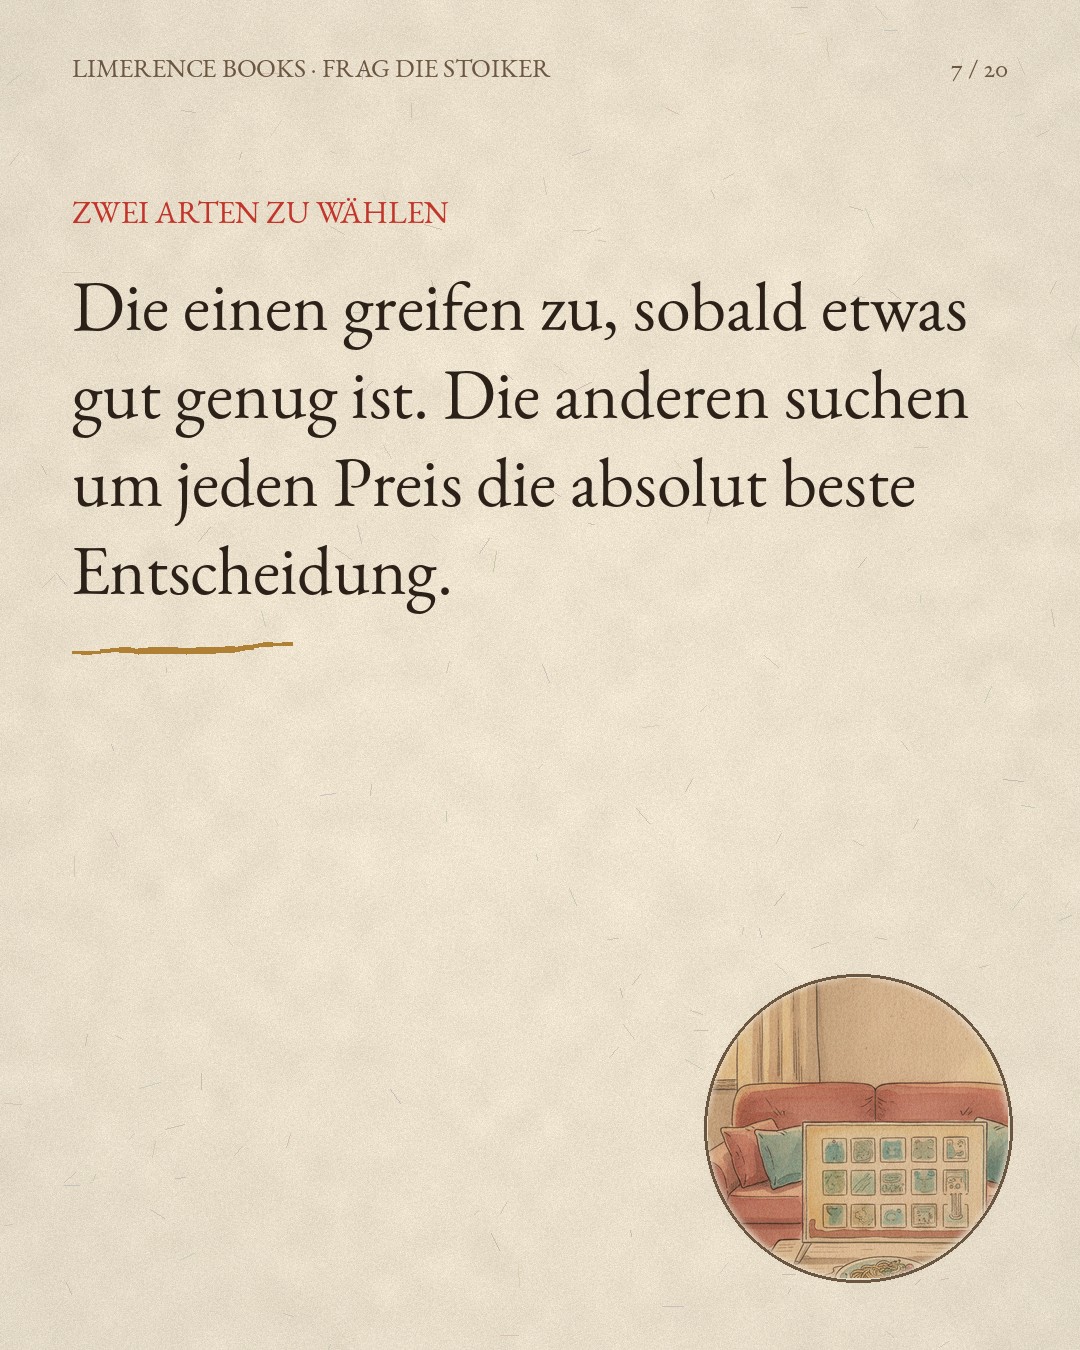 LIMERENCE BOOKS · FRAG DIE STOIKER
7 / 20
ZWEI ARTEN ZU WÄHLEN
Die einen greifen zu, sobald etwas
gut genug ist. Die anderen suchen
um jeden Preis die absolut beste
Entscheidung.